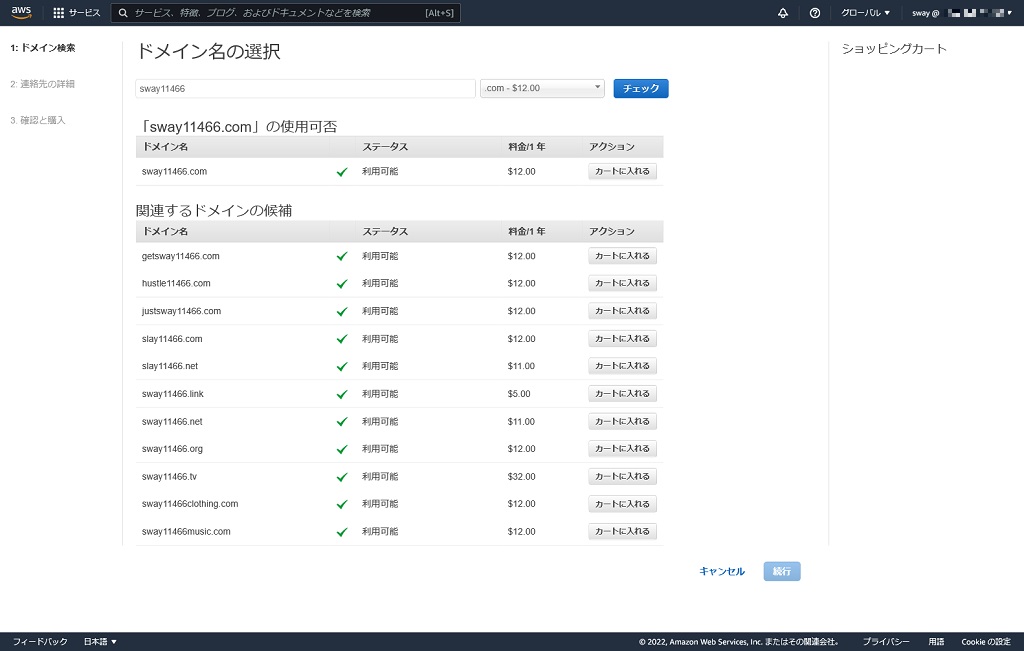 aws
サービス
サービス、特徴、ブログ、およびドキュメントなどを検索 [Alt+S]
グローバル ▼
sway @
1: ドメイン検索
2: 連絡先の詳細
3. 確認と購入
ドメイン名の選択
sway11466 .com - $12.00 チェック
「sway11466.com」の使用可否
ドメイン名 ステータス 料金/1 年 アクション
sway11466.com 利用可能 $12.00 カートに入れる
関連するドメインの候補
ドメイン名 ステータス 料金/1 年 アクション
getsway11466.com 利用可能 $12.00 カートに入れる
hustle11466.com 利用可能 $12.00 カートに入れる
justsway11466.com 利用可能 $12.00 カートに入れる
slay11466.com 利用可能 $12.00 カートに入れる
slay11466.net 利用可能 $11.00 カートに入れる
sway11466.link 利用可能 $5.00 カートに入れる
sway11466.net 利用可能 $11.00 カートに入れる
sway11466.org 利用可能 $12.00 カートに入れる
sway11466.tv 利用可能 $32.00 カートに入れる
sway11466clothing.com 利用可能 $12.00 カートに入れる
sway11466music.com 利用可能 $12.00 カートに入れる
キャンセル 続行
ショッピングカート
フィードバック 日本語 ▼
© 2022, Amazon Web Services, Inc. またはその関連会社。 プライバシー 用語 Cookie の設定